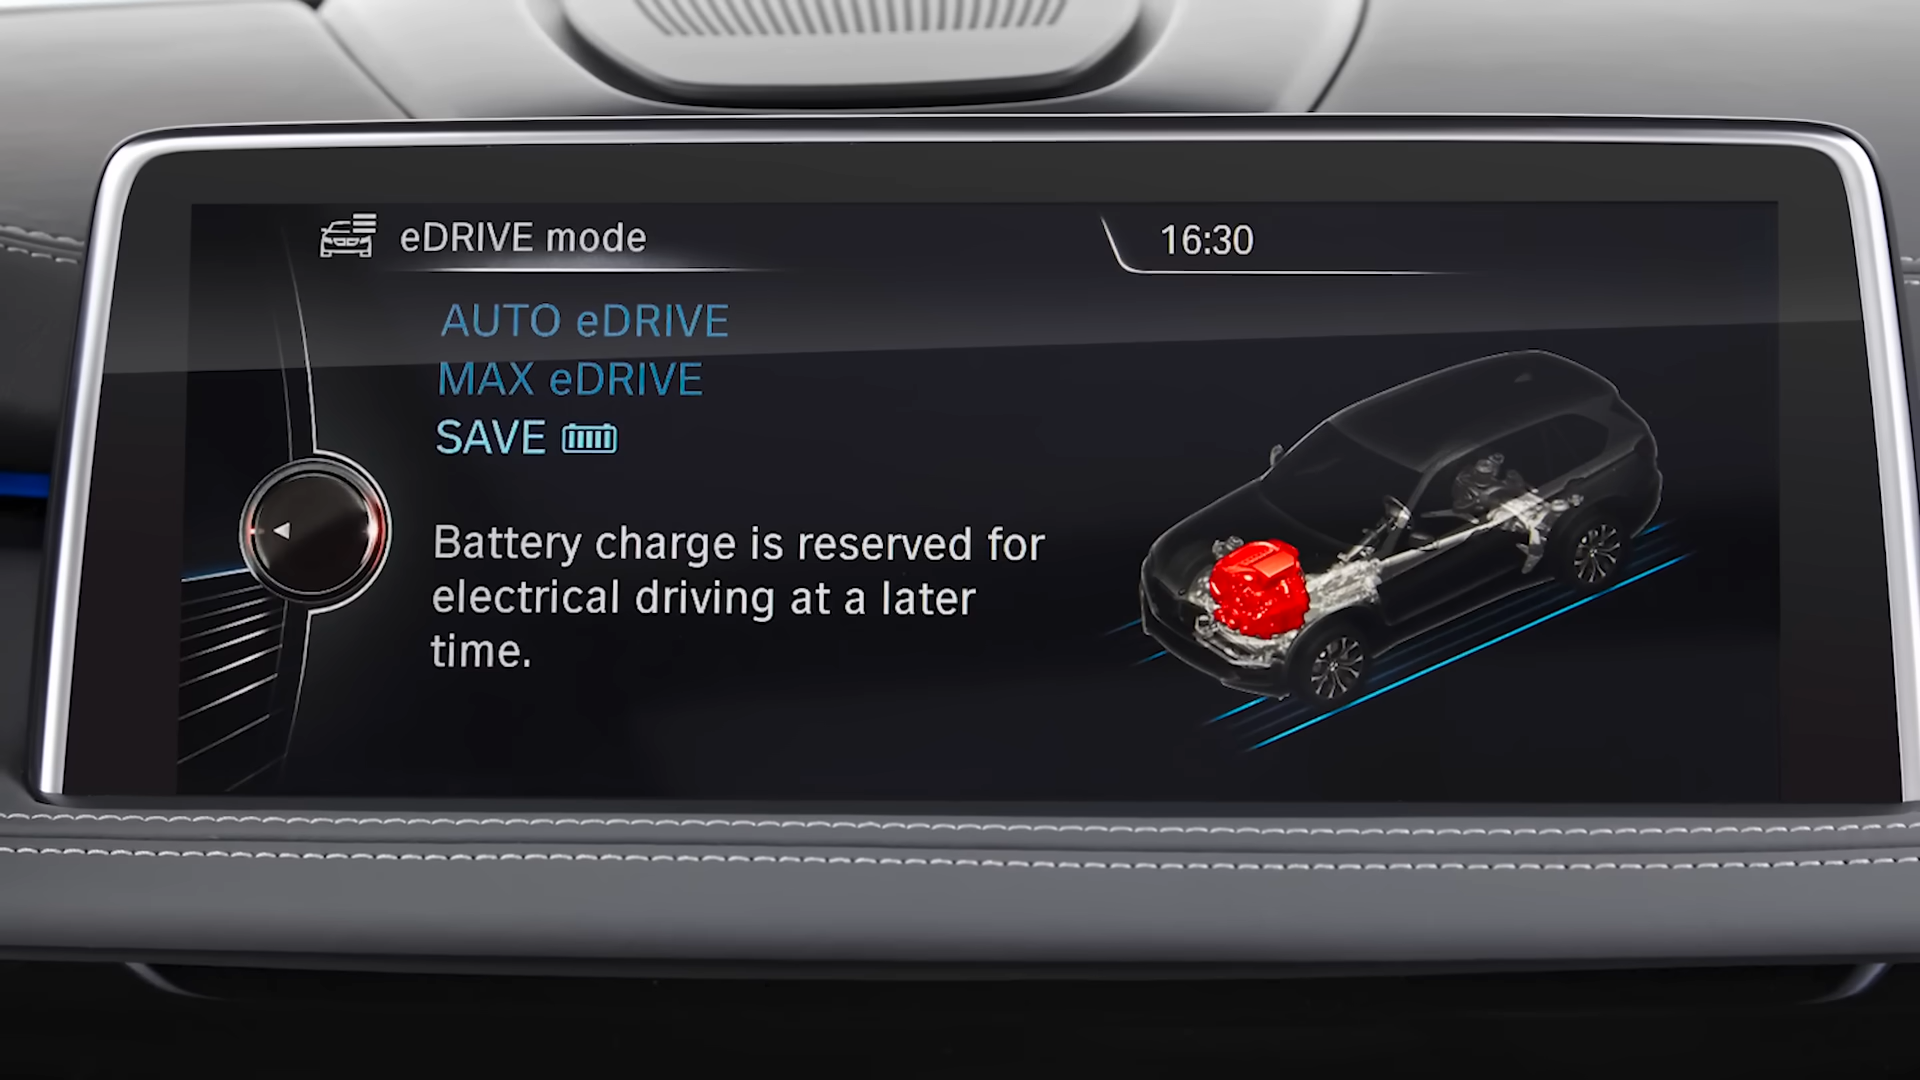 eDRIVE mode
16:30
AUTO eDRIVE
MAX eDRIVE
SAVE
Battery charge is reserved for
electrical driving at a later
time.